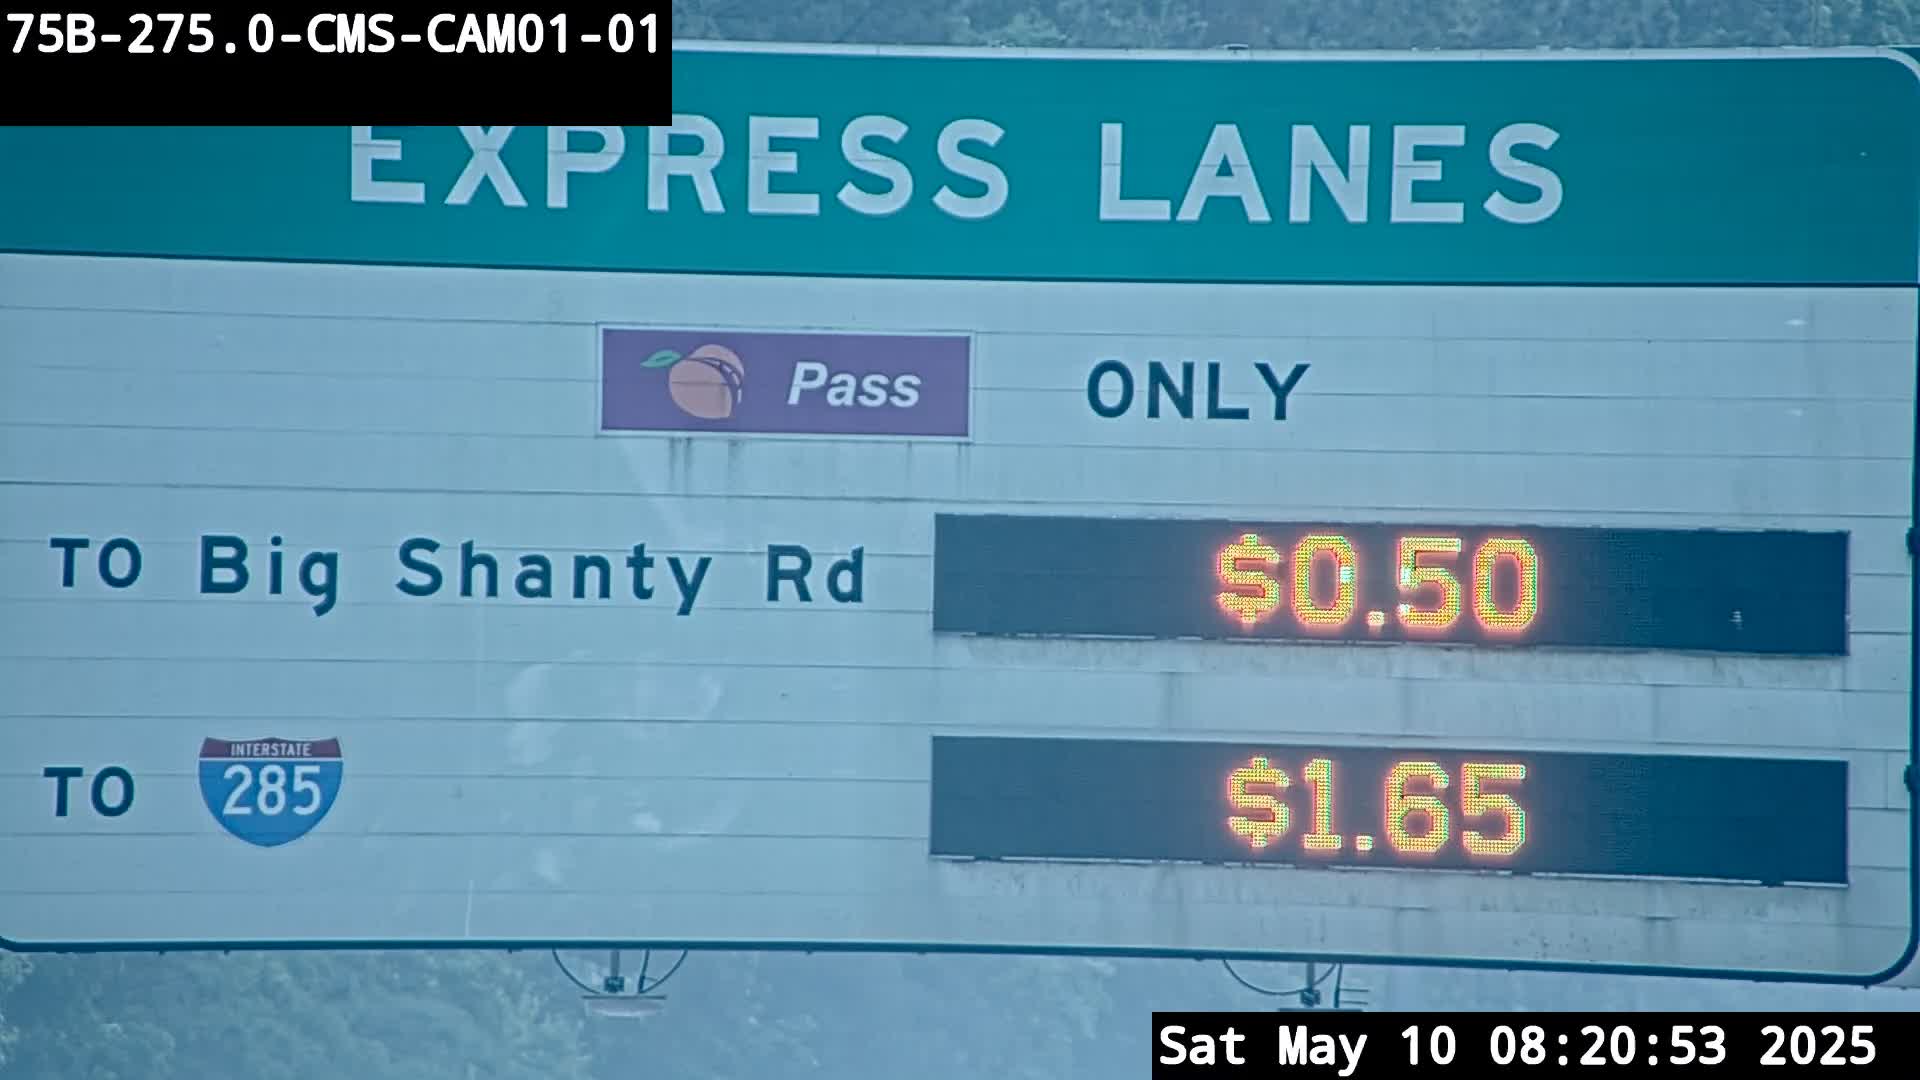 75B-275.0-CMS-CAM01-01
EXPRESS LANES
Pass ONLY
TO Big Shanty Rd $0.50
TO INTERSTATE 285 $1.65
Sat May 10 08:20:53 2025